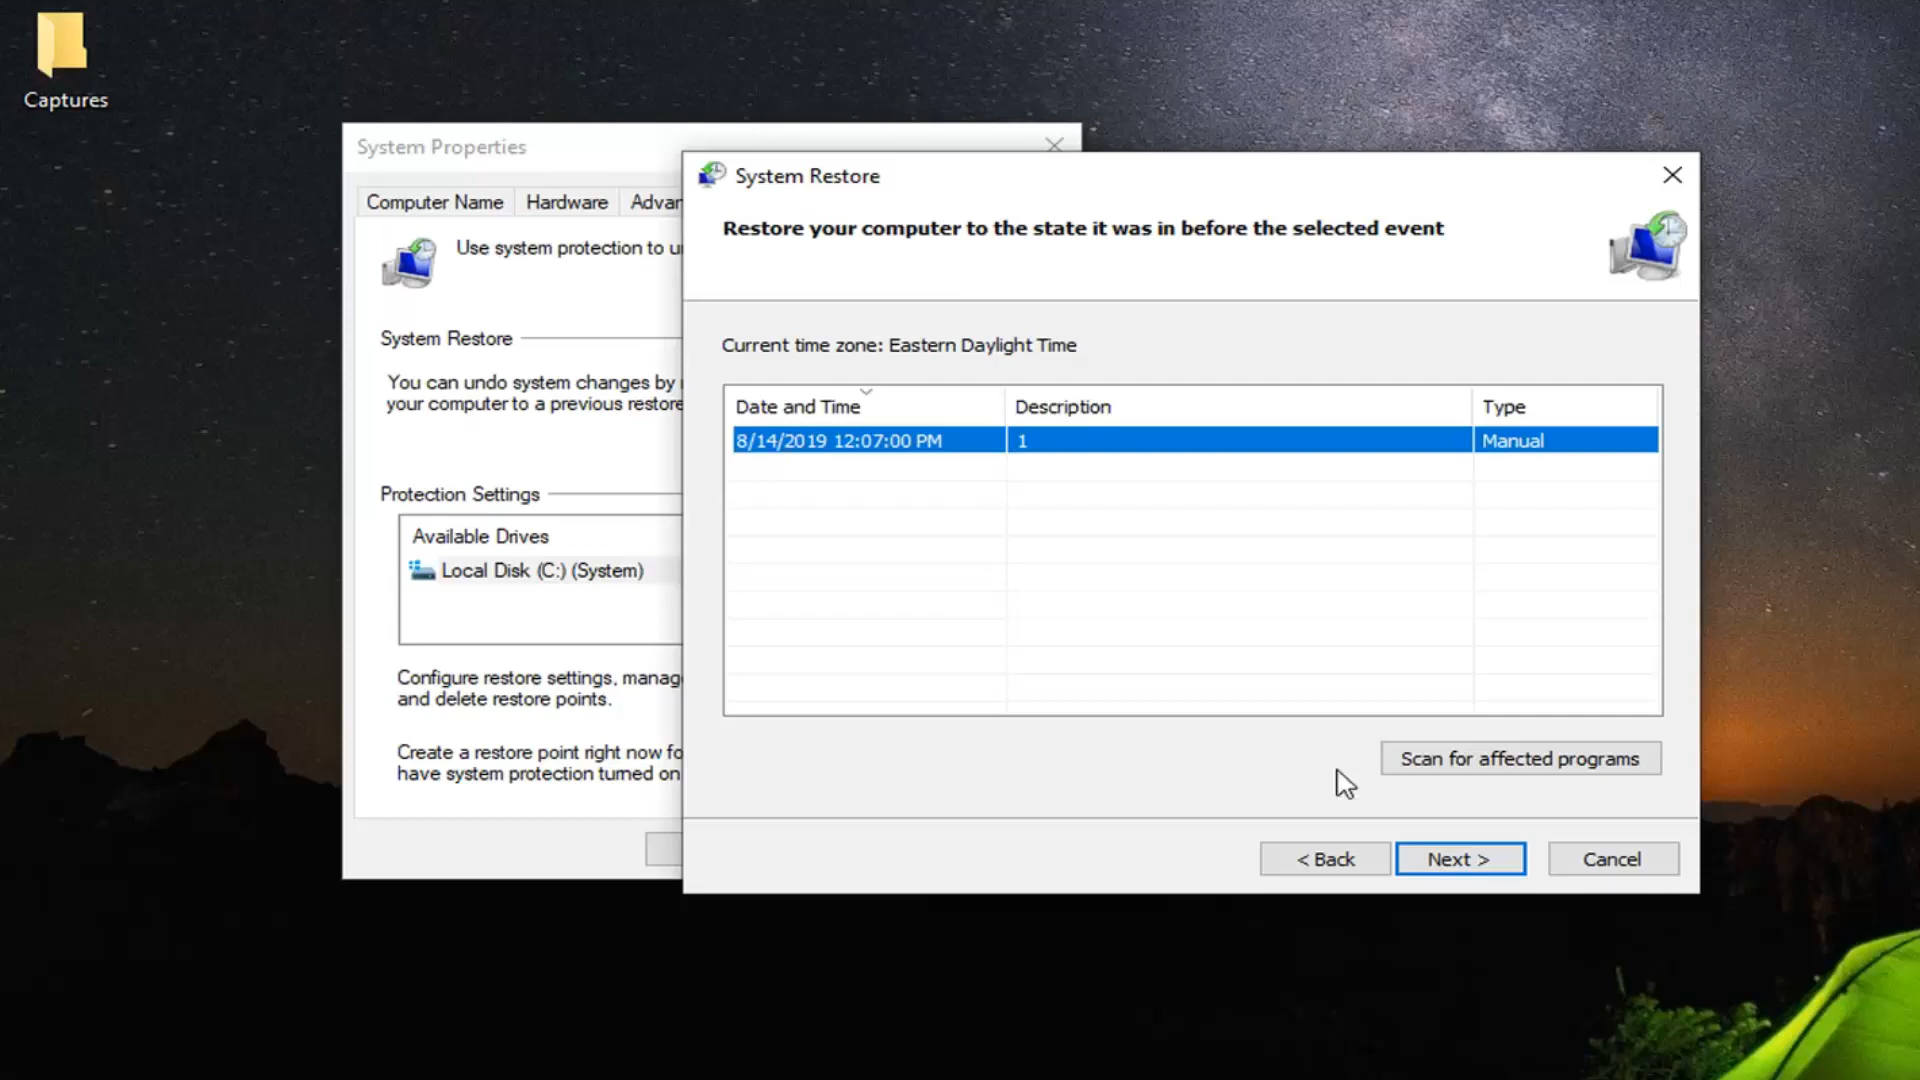 Captures
System Properties
Computer Name
Hardware
Advan
Use system protection to u
System Restore
You can undo system changes by
your computer to a previous restore
Protection Settings
Available Drives
Local Disk (C:) (System)
Configure restore settings, manag
and delete restore points.
Create a restore point right now fo
have system protection turned on
System Restore
Restore your computer to the state it was in before the selected event
Current time zone: Eastern Daylight Time
Date and Time Description Type
8/14/2019 12:07:00 PM 1 Manual
Scan for affected programs
< Back Next > Cancel